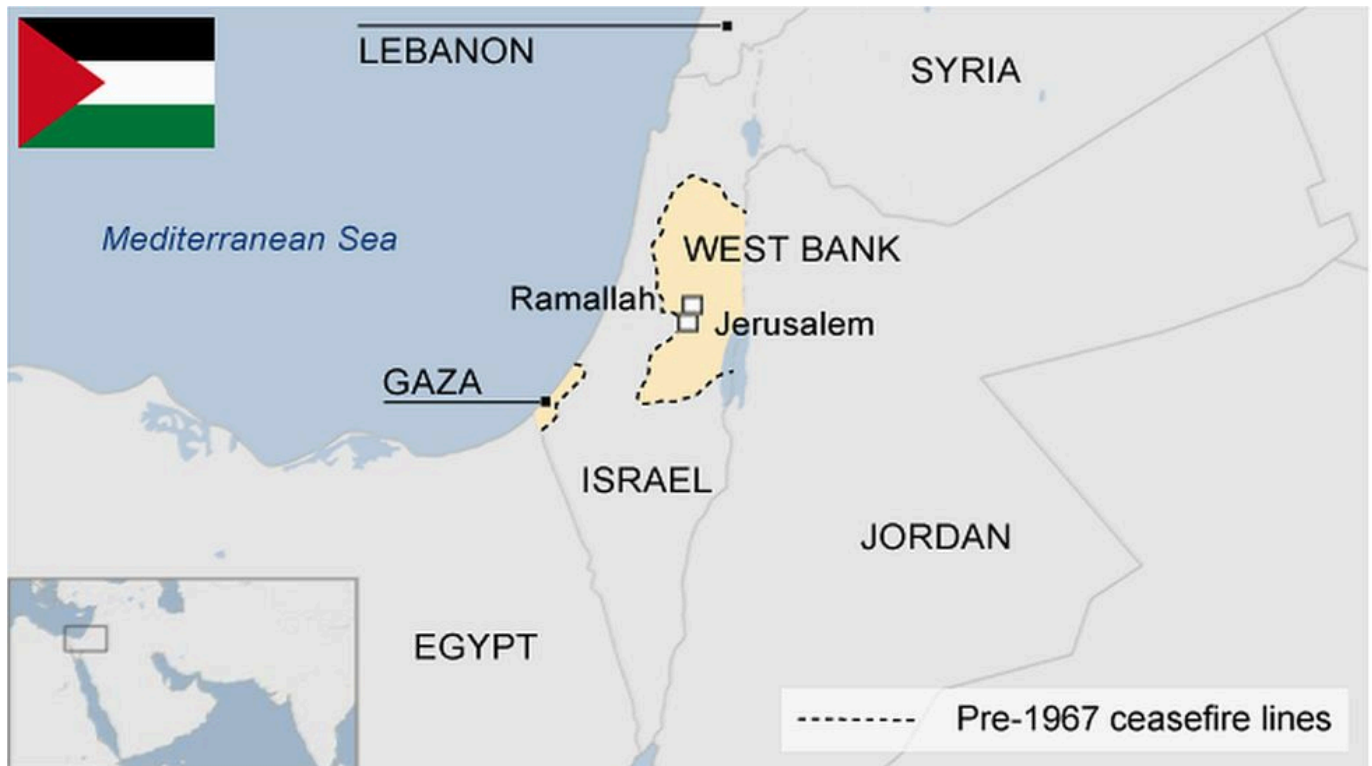 LEBANON
SYRIA
Mediterranean Sea
WEST BANK
Ramallah
Jerusalem
GAZA
ISRAEL
JORDAN
EGYPT
Pre-1967 ceasefire lines